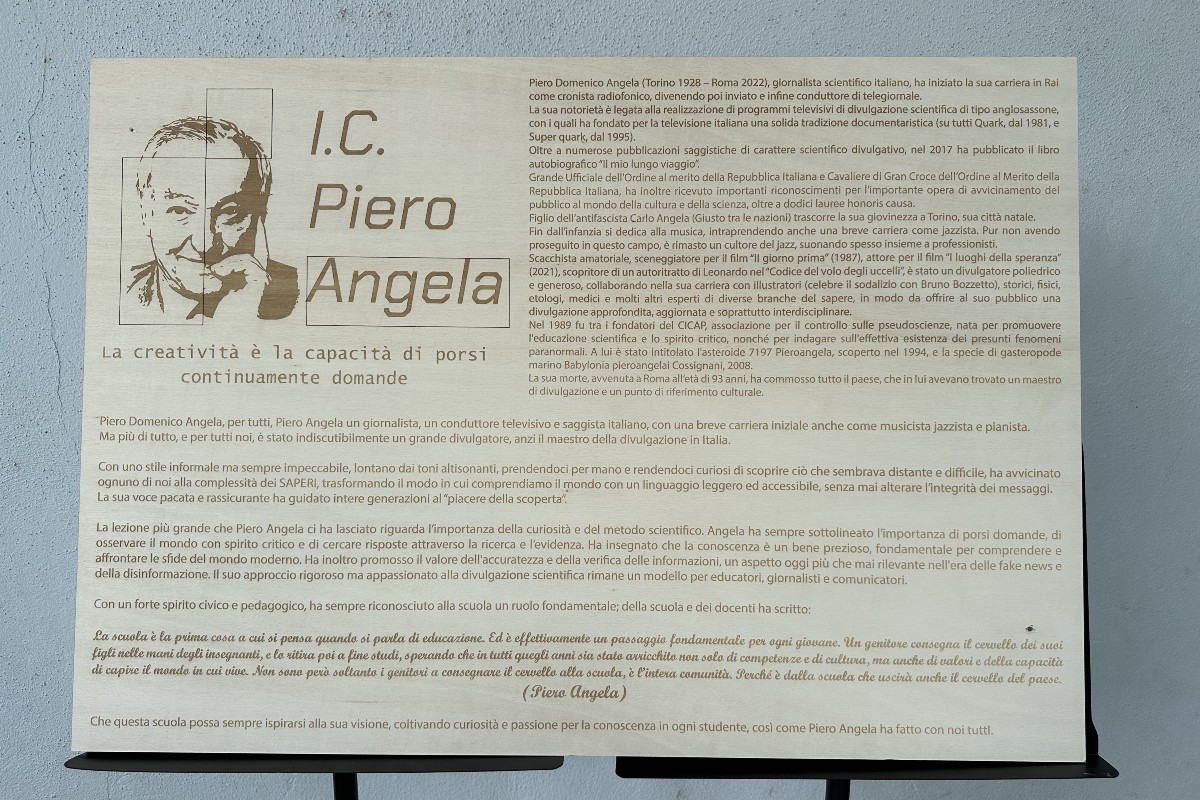 I.C.
Piero
Angela
La creatività è la capacità di porsi
continuamente domande
Piero Domenico Angela (Torino 1928 – Roma 2022), giornalista scientifico italiano, ha iniziato la sua carriera in Rai
come cronista radiofonico, divenendo poi inviato e infine conduttore di telegiornale.
La sua notorietà è legata alla realizzazione di programmi televisivi di divulgazione scientifica di tipo anglosassone,
con i quali ha fondato per la televisione italiana una solida tradizione documentaristica (su tutti Quark, dal 1981, e
Super quark, dal 1995).
Oltre a numerose pubblicazioni saggistiche di carattere scientifico divulgativo, nel 2017 ha pubblicato il libro
autobiografico "Il mio lungo viaggio".
Grande Ufficiale dell'Ordine al merito della Repubblica Italiana e Cavaliere di Gran Croce dell'Ordine al Merito della
Repubblica Italiana, ha inoltre ricevuto importanti riconoscimenti per l'importante opera di avvicinamento del
pubblico al mondo della cultura e della scienza, oltre a dodici lauree honoris causa.
Figlio dell'antifascista Carlo Angela (Giusto tra le nazioni) trascorre la sua giovinezza a Torino, sua città natale.
Fin dall'infanzia si dedica alla musica, intraprendendo anche una breve carriera come jazzista. Pur non avendo
proseguito in questo campo, è rimasto un cultore del jazz, suonando spesso insieme a professionisti.
Scacchista amatoriale, sceneggiatore per il film "Il giorno prima" (1987), attore per il film "I luoghi della speranza"
(2021), scopritore di un autoritratto di Leonardo nel "Codice del volo degli uccelli", è stato un divulgatore poliedrico
e generoso, collaborando nella sua carriera con illustratori (celebre il sodalizio con Bruno Bozzetto), storici, fisici,
etologi, medici e molti altri esperti di diverse branche del sapere, in modo da offrire al suo pubblico una
divulgazione approfondita, aggiornata e soprattutto interdisciplinare.
Nel 1989 fu tra i fondatori del CICAP, associazione per il controllo sulle pseudoscienze, nata per promuovere
l'educazione scientifica e lo spirito critico, nonché per indagare sull'effettiva esistenza dei presunti fenomeni
paranormali. A lui è stato intitolato l'asteroide 7197 Pieroangela, scoperto nel 1994, e la specie di gasteropode
marino Babylonia pieroangelai Cossignani, 2008.
La sua morte, avvenuta a Roma all'età di 93 anni, ha commosso tutto il paese, che in lui avevano trovato un maestro
di divulgazione e un punto di riferimento culturale.
Piero Domenico Angela, per tutti, Piero Angela un giornalista, un conduttore televisivo e saggista italiano, con una breve carriera iniziale anche come musicista jazzista e pianista.
Ma più di tutto, e per tutti noi, è stato indiscutibilmente un grande divulgatore, anzi il maestro della divulgazione in Italia.
Con uno stile informale ma sempre impeccabile, lontano dai toni altisonanti, prendendoci per mano e rendendoci curiosi di scoprire ciò che sembrava distante e difficile, ha avvicinato
ognuno di noi alla complessità dei SAPERI, trasformando il modo in cui comprendiamo il mondo con un linguaggio leggero ed accessibile, senza mai alterare l'integrità dei messaggi.
La sua voce pacata e rassicurante ha guidato intere generazioni al "piacere della scoperta".
La lezione più grande che Piero Angela ci ha lasciato riguarda l'importanza della curiosità e del metodo scientifico. Angela ha sempre sottolineato l'importanza di porsi domande, di
osservare il mondo con spirito critico e di cercare risposte attraverso la ricerca e l'evidenza. Ha insegnato che la conoscenza è un bene prezioso, fondamentale per comprendere e
affrontare le sfide del mondo moderno. Ha inoltro promosso il valore dell'accuratezza e della verifica delle informazioni, un aspetto oggi più che mai rilevante nell'era delle fake news e
della disinformazione. Il suo approccio rigoroso ma appassionato alla divulgazione scientifica rimane un modello per educatori, giornalisti e comunicatori.
Con un forte spirito civico e pedagogico, ha sempre riconosciuto alla scuola un ruolo fondamentale; della scuola e dei docenti ha scritto:
La scuola è la prima cosa a cui si pensa quando si parla di educazione. Ed è effettivamente un passaggio fondamentale per ogni giovane. Un genitore consegna il cervello dei suoi
figli nelle mani degli insegnanti, e lo ritira poi a fine studi, sperando che in tutti quegli anni sia stato arricchito non solo di competenze e di cultura, ma anche di valori e della capacità
di capire il mondo in cui vive. Non sono però soltanto i genitori a consegnare il cervello alla scuola, è l'intera comunità. Perché è dalla scuola che uscirà anche il cervello del paese.
(Piero Angela)
Che questa scuola possa sempre ispirarsi alla sua visione, coltivando curiosità e passione per la conoscenza in ogni studente, così come Piero Angela ha fatto con noi tuttI.